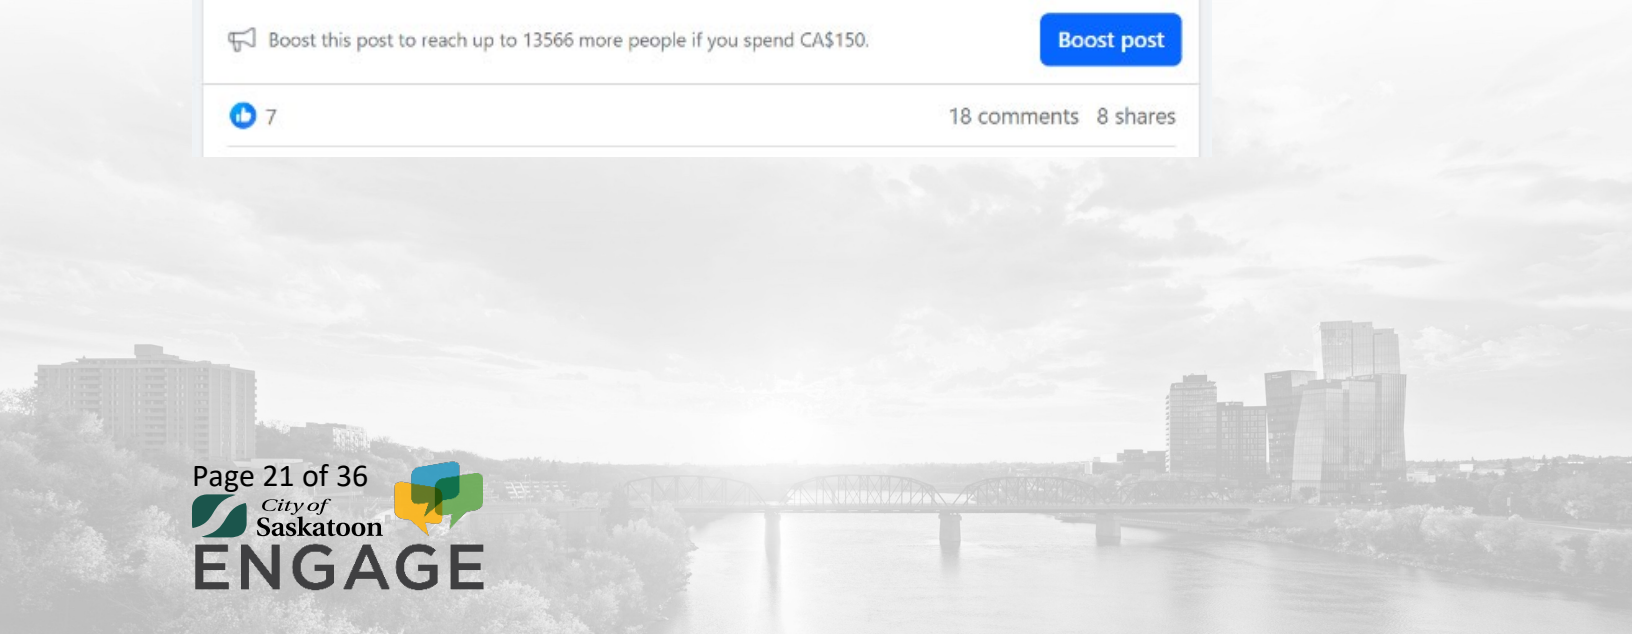 Boost this post to reach up to 13566 more people if you spend CA$150.
Boost post
7
18 comments 8 shares
Page 21 of 36
City of
Saskatoon
ENGAGE